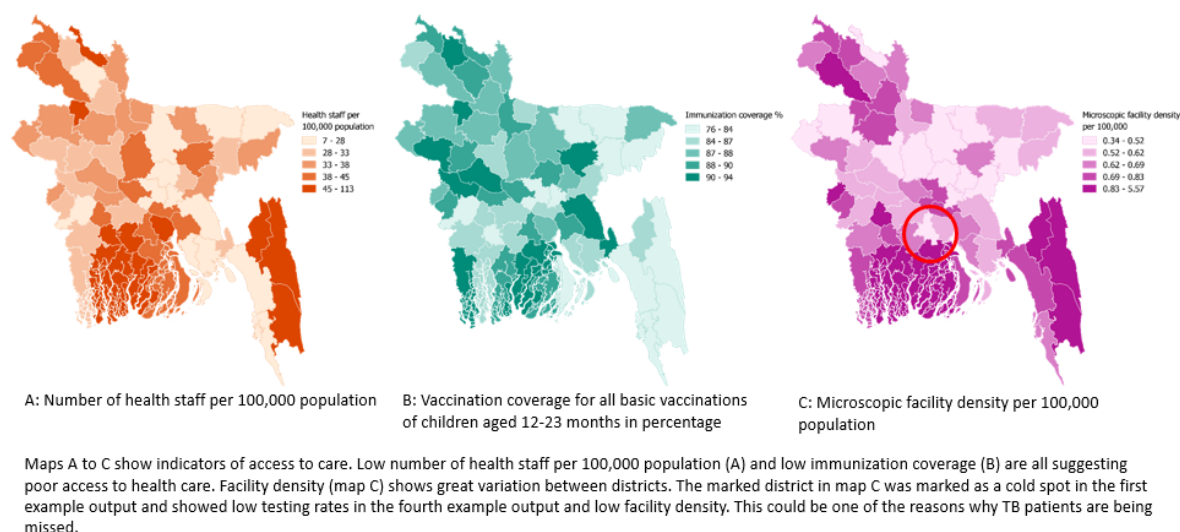 Health staff per
100,000 population
7 - 28
28 - 33
33 - 38
38 - 45
45 - 113
Immunization coverage %
76 - 84
84 - 87
87 - 88
88 - 90
90 - 94
Microscopic facility density
per 100,000
0.34 - 0.52
0.52 - 0.62
0.62 - 0.69
0.69 - 0.83
0.83 - 5.57
A: Number of health staff per 100,000 population
B: Vaccination coverage for all basic vaccinations
of children aged 12-23 months in percentage
C: Microscopic facility density per 100,000
population
Maps A to C show indicators of access to care. Low number of health staff per 100,000 population (A) and low immunization coverage (B) are all suggesting
poor access to health care. Facility density (map C) shows great variation between districts. The marked district in map C was marked as a cold spot in the first
example output and showed low testing rates in the fourth example output and low facility density. This could be one of the reasons why TB patients are being
missed.